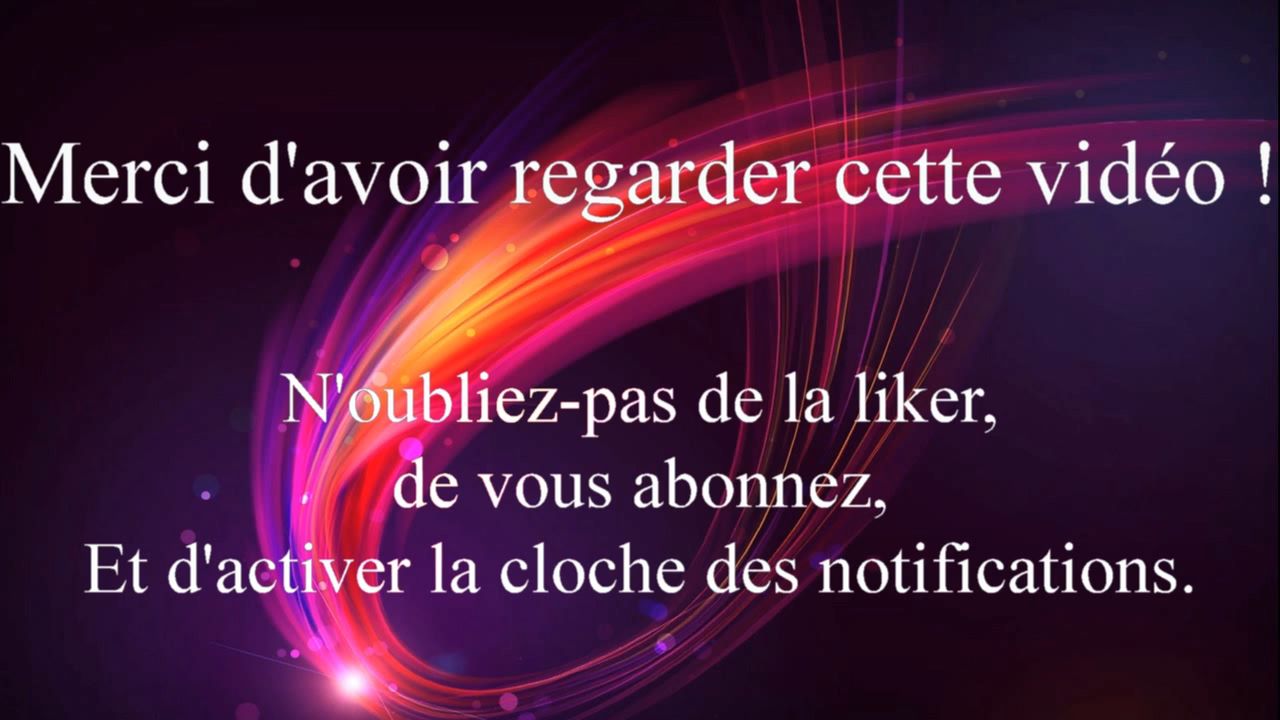 Merci d'avoir regarder cette vidéo !
N'oubliez-pas de la liker,
de vous abonnez,
Et d'activer la cloche des notifications.